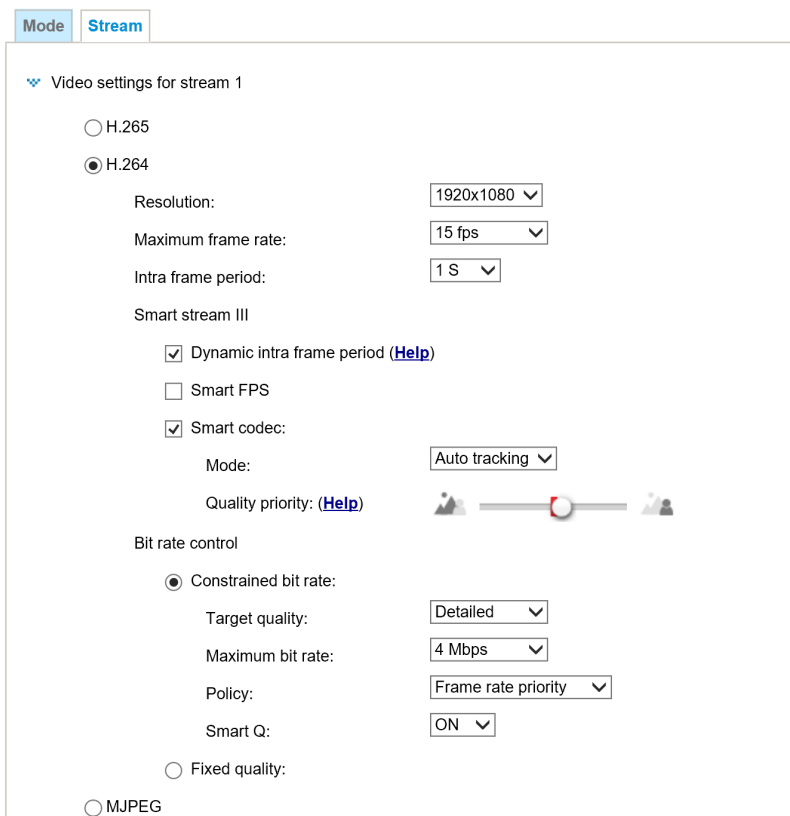 Mode Stream
Video settings for stream 1
H.265
H.264
Resolution: 1920x1080
Maximum frame rate: 15 fps
Intra frame period: 1 S
Smart stream III
Dynamic intra frame period (Help)
Smart FPS
Smart codec:
Mode: Auto tracking
Quality priority: (Help)
Bit rate control
Constrained bit rate:
Target quality: Detailed
Maximum bit rate: 4 Mbps
Policy: Frame rate priority
Smart Q: ON
Fixed quality:
MJPEG